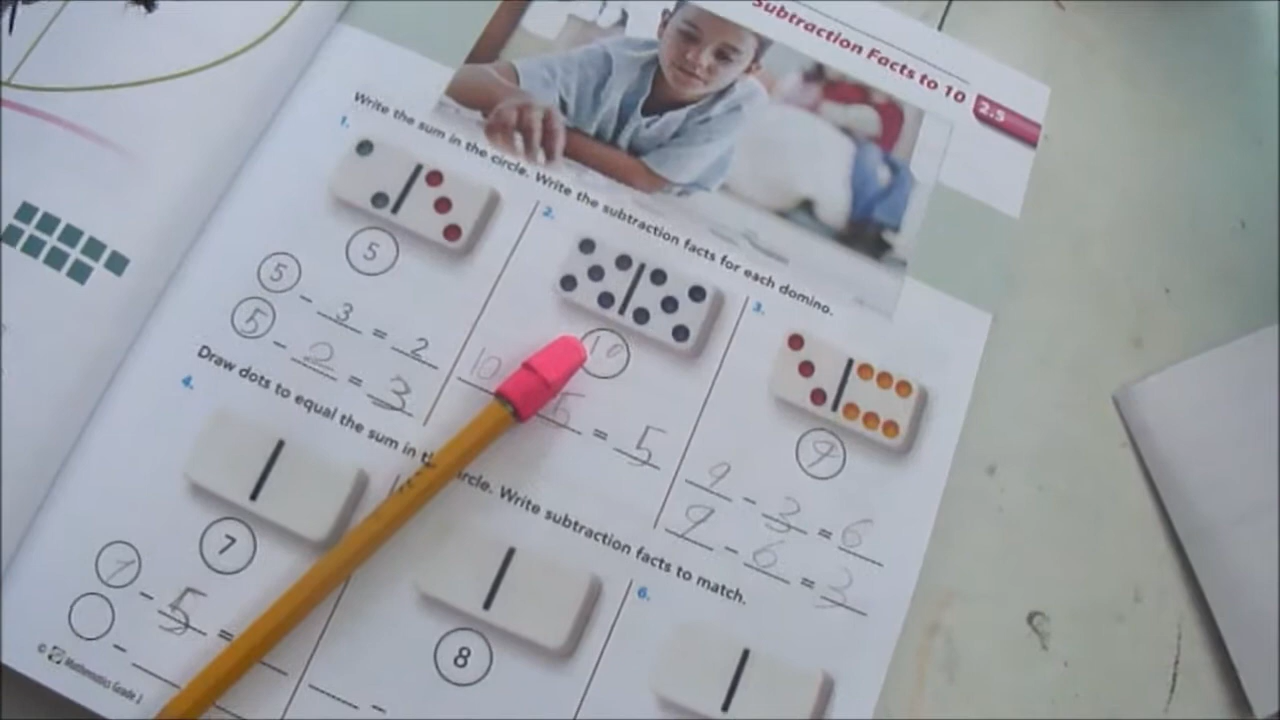 Subtraction Facts to 10 2.5
Write the sum in the circle. Write the subtraction facts for each domino.
1.
5
5 - 3 = 2
5 - 2 = 3
2.
10
10 5 = 5
3.
9
9 - 3 = 6
9 - 6 = 3
Draw dots to equal the sum in circle. Write subtraction facts to match.
4.
7
7 - 5 =
-
8
-
6.
© Mathematics Grade